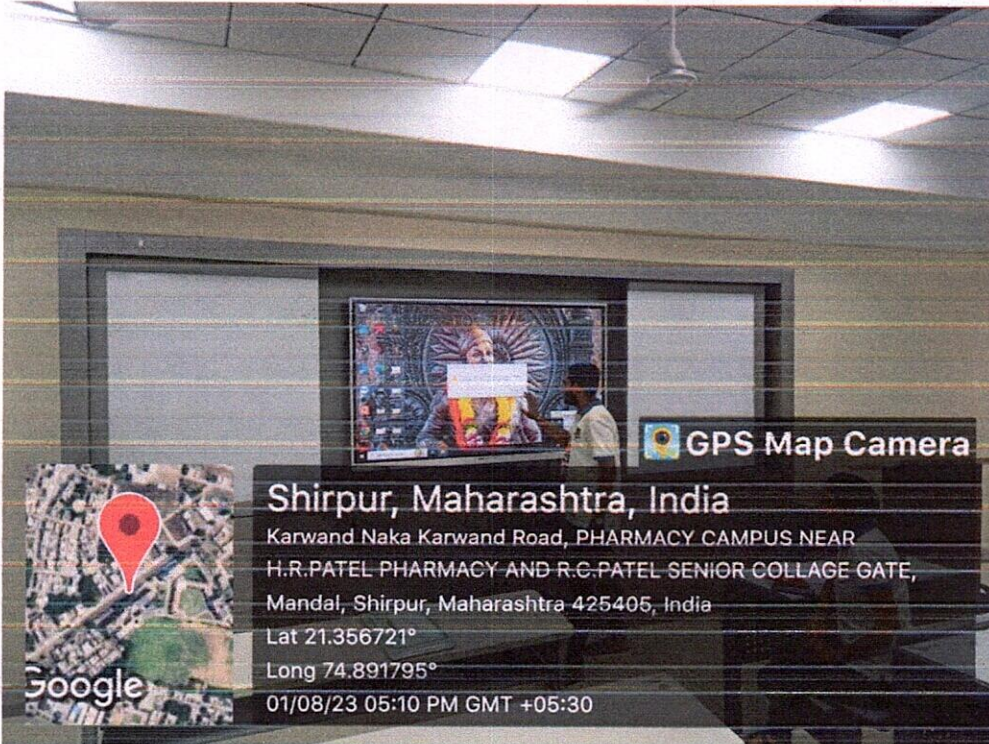 GPS Map Camera
Shirpur, Maharashtra, India
Karwand Naka Karwand Road, PHARMACY CAMPUS NEAR
H.R.PATEL PHARMACY AND R.C.PATEL SENIOR COLLAGE GATE,
Mandal, Shirpur, Maharashtra 425405, India
Lat 21.356721°
Long 74.891795°
01/08/23 05:10 PM GMT +05:30
Google